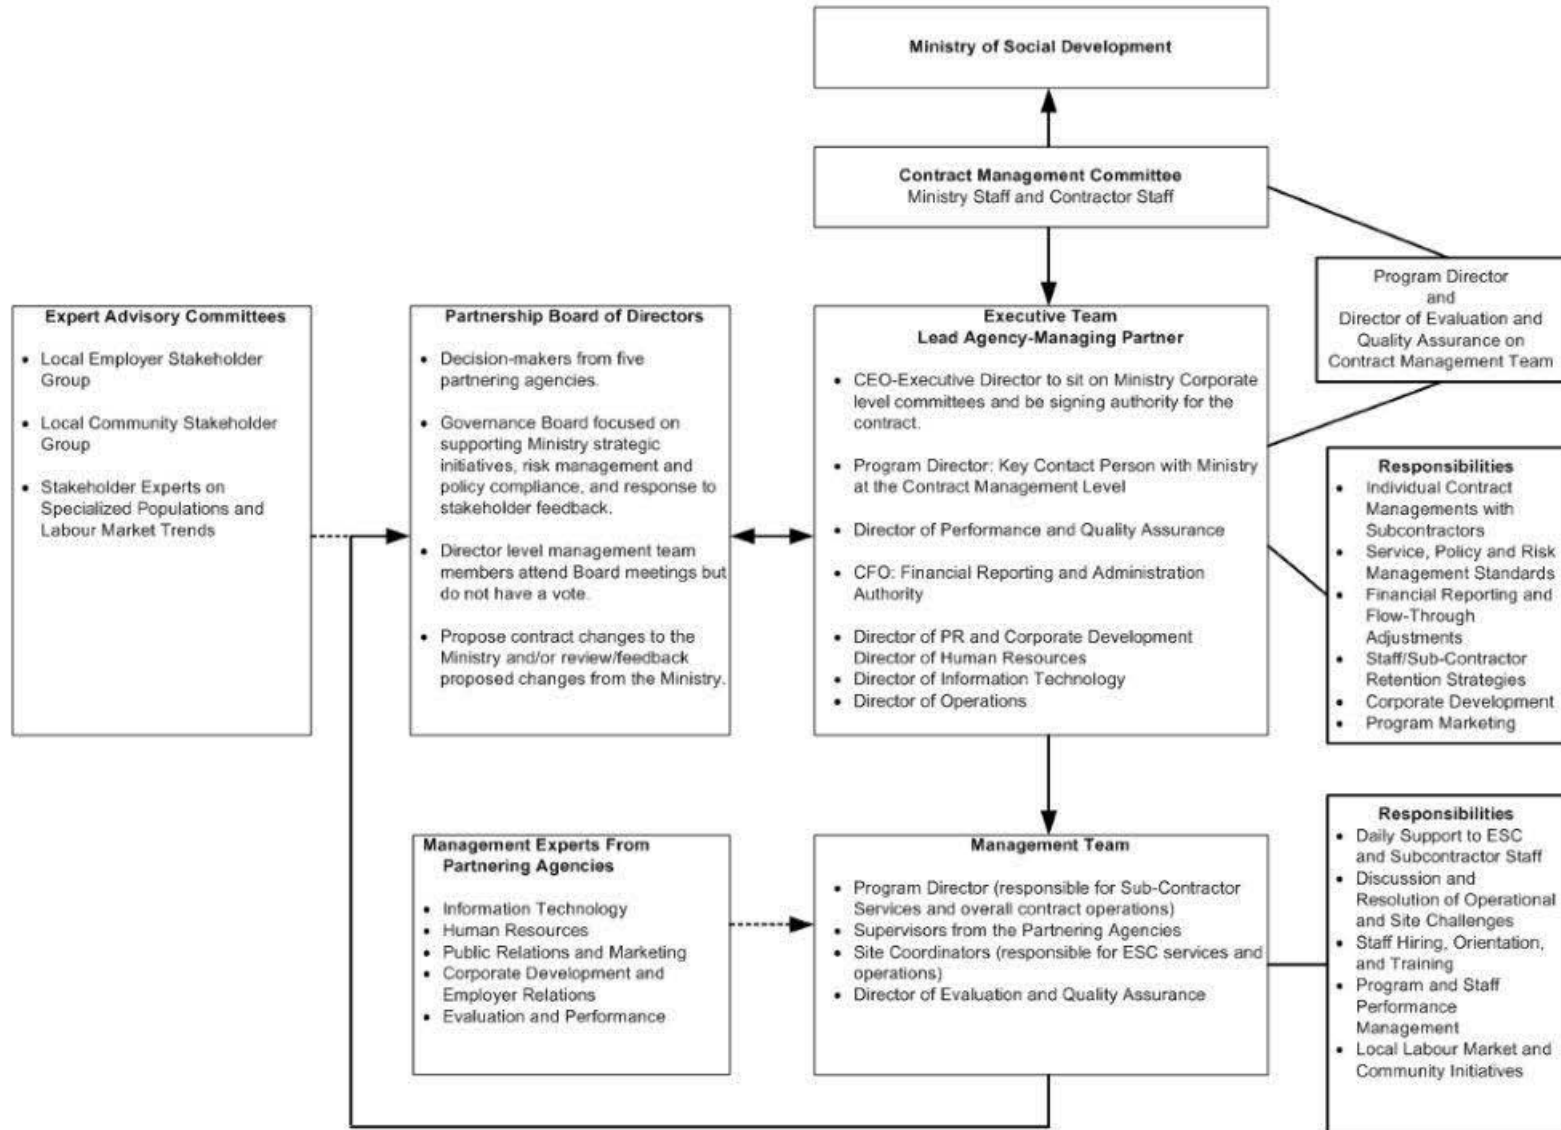 Ministry of Social Development
Contract Management Committee
Ministry Staff and Contractor Staff
Program Director
and
Director of Evaluation and
Quality Assurance on
Contract Management Team
Expert Advisory Committees
• Local Employer Stakeholder
Group
• Local Community Stakeholder
Group
• Stakeholder Experts on
Specialized Populations and
Labour Market Trends
Partnership Board of Directors
• Decision-makers from five
partnering agencies.
• Governance Board focused on
supporting Ministry strategic
initiatives, risk management and
policy compliance, and response to
stakeholder feedback.
• Director level management team
members attend Board meetings but
do not have a vote.
• Propose contract changes to the
Ministry and/or review/feedback
proposed changes from the Ministry.
Executive Team
Lead Agency-Managing Partner
• CEO-Executive Director to sit on Ministry Corporate
level committees and be signing authority for the
contract.
• Program Director: Key Contact Person with Ministry
at the Contract Management Level
• Director of Performance and Quality Assurance
• CFO: Financial Reporting and Administration
Authority
• Director of PR and Corporate Development
Director of Human Resources
• Director of Information Technology
• Director of Operations
Responsibilities
• Individual Contract
Managements with
Subcontractors
• Service, Policy and Risk
Management Standards
• Financial Reporting and
Flow-Through
Adjustments
• Staff/Sub-Contractor
Retention Strategies
• Corporate Development
• Program Marketing
Management Experts From
Partnering Agencies
• Information Technology
• Human Resources
• Public Relations and Marketing
• Corporate Development and
Employer Relations
• Evaluation and Performance
Management Team
• Program Director (responsible for Sub-Contractor
Services and overall contract operations)
• Supervisors from the Partnering Agencies
• Site Coordinators (responsible for ESC services and
operations)
• Director of Evaluation and Quality Assurance
Responsibilities
• Daily Support to ESC
and Subcontractor Staff
• Discussion and
Resolution of Operational
and Site Challenges
• Staff Hiring, Orientation,
and Training
• Program and Staff
Performance
Management
• Local Labour Market and
Community Initiatives